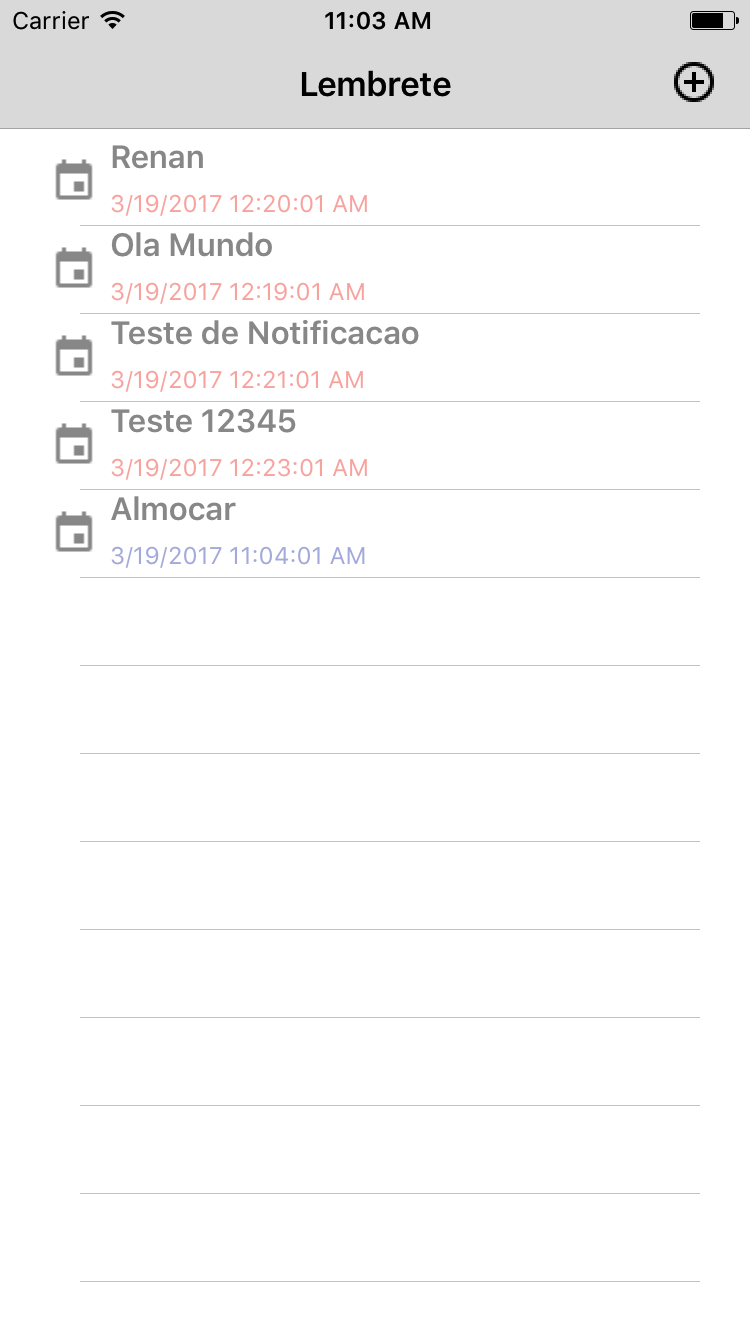 Carrier 11:03 AM
Lembrete
Renan
3/19/2017 12:20:01 AM
Ola Mundo
3/19/2017 12:19:01 AM
Teste de Notificacao
3/19/2017 12:21:01 AM
Teste 12345
3/19/2017 12:23:01 AM
Almocar
3/19/2017 11:04:01 AM